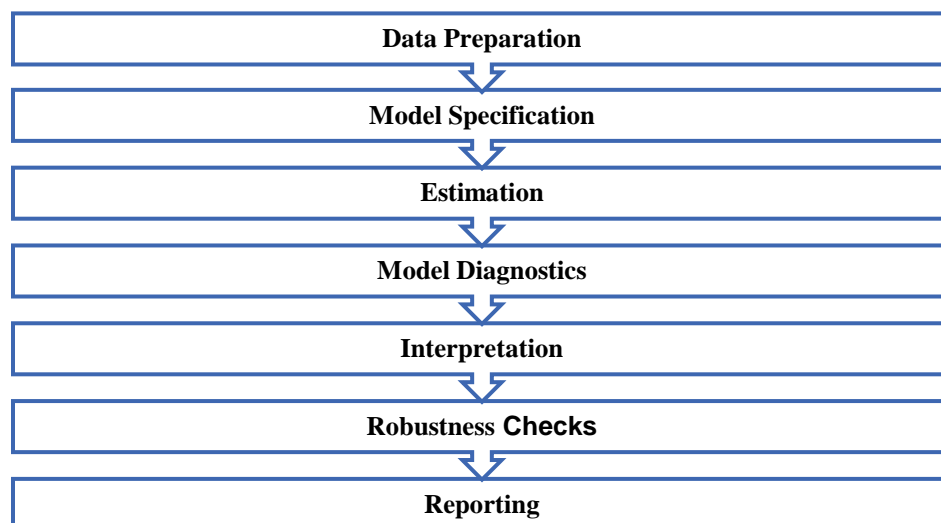 Data Preparation
Model Specification
Estimation
Model Diagnostics
Interpretation
Robustness Checks
Reporting